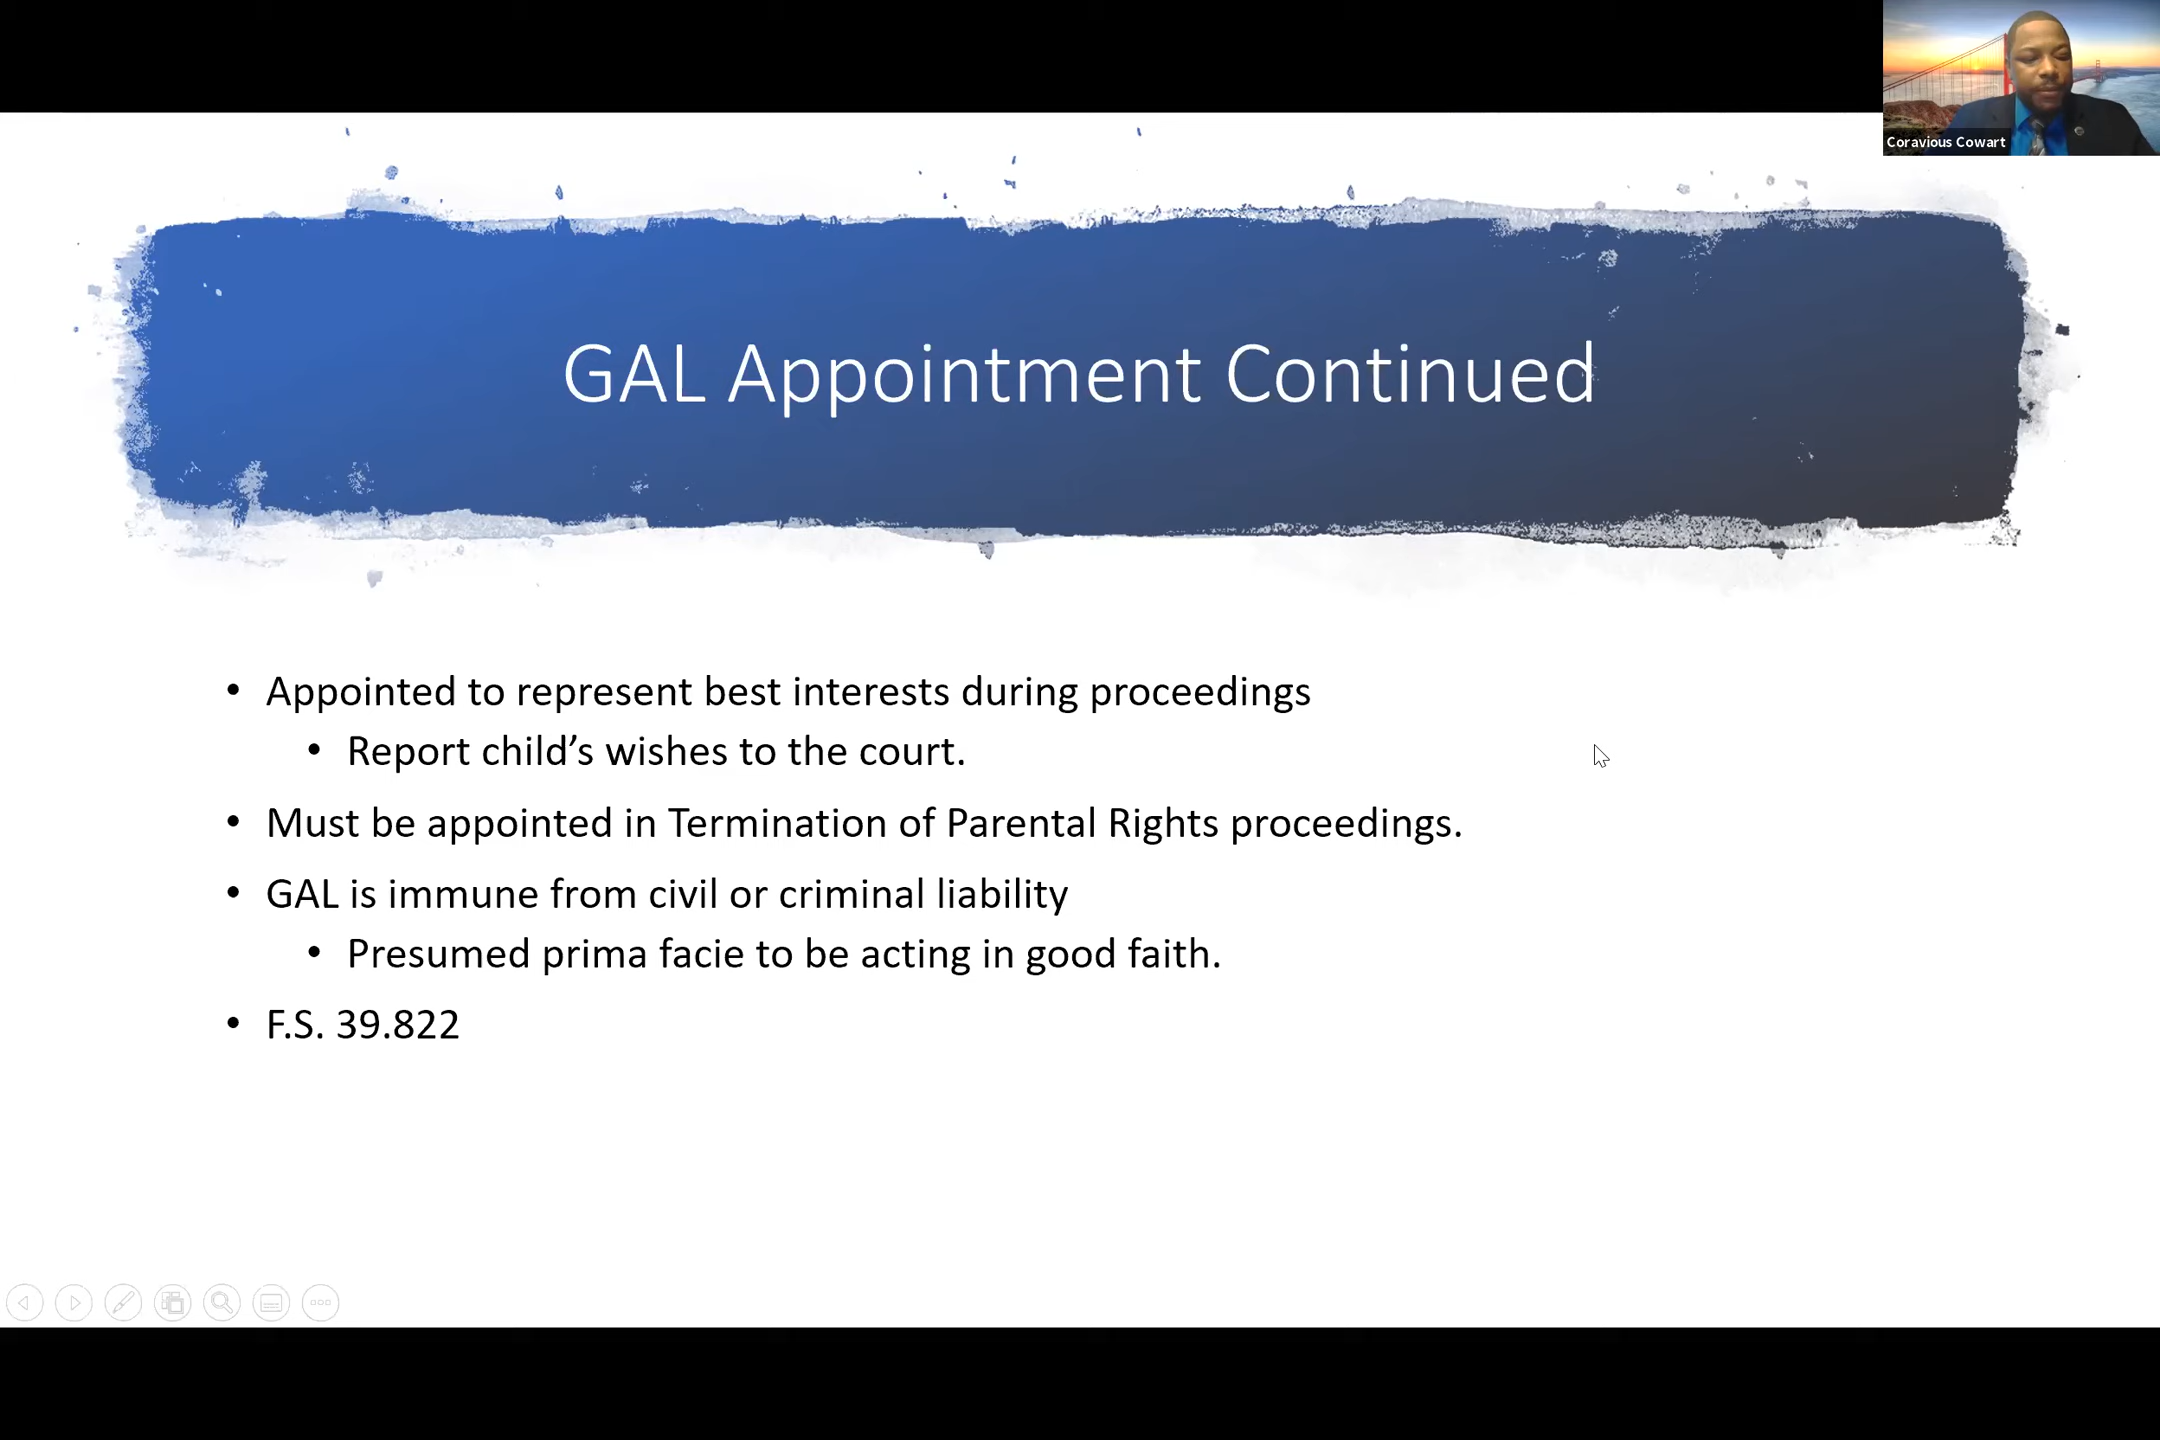 Coravious Cowart
GAL Appointment Continued
• Appointed to represent best interests during proceedings
• Report child’s wishes to the court.
• Must be appointed in Termination of Parental Rights proceedings.
• GAL is immune from civil or criminal liability
• Presumed prima facie to be acting in good faith.
• F.S. 39.822